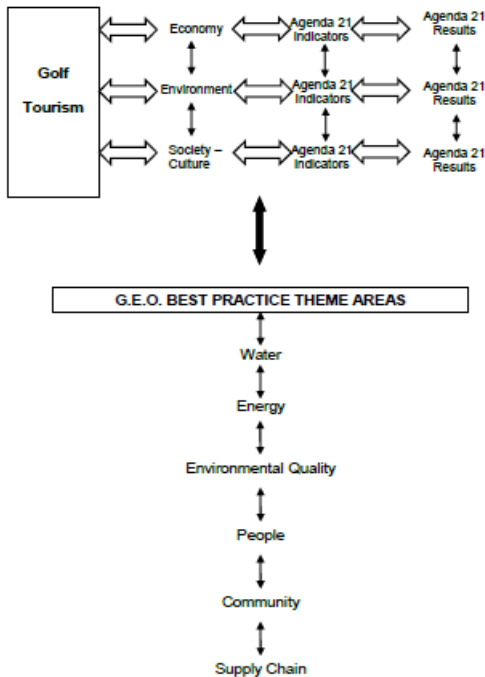 Golf
Tourism
Economy
Agenda 21
Indicators
Agenda 21
Results
Environment
Agenda 21
Indicators
Agenda 21
Results
Society –
Culture
Agenda 21
Indicators
Agenda 21
Results
G.E.O. BEST PRACTICE THEME AREAS
Water
Energy
Environmental Quality
People
Community
Supply Chain